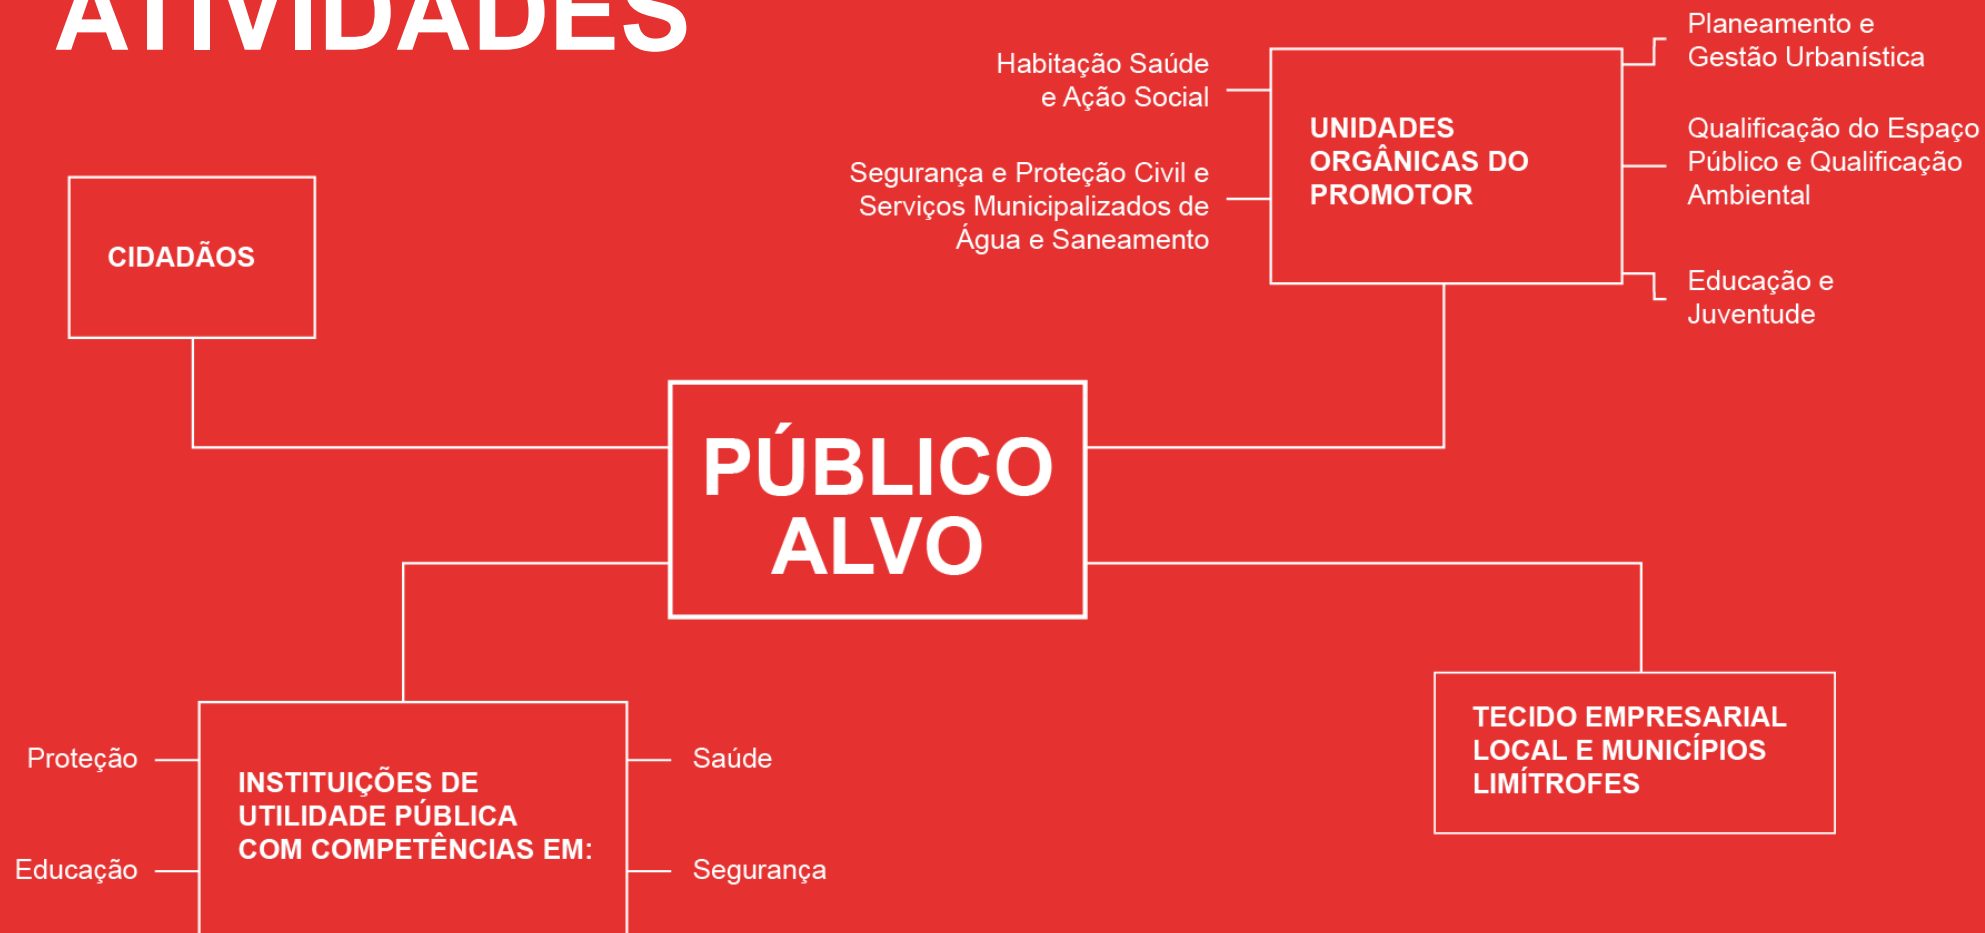 ATIVIDADES
Habitação Saúde
e Ação Social
Segurança e Proteção Civil e
Serviços Municipalizados de
Água e Saneamento
UNIDADES
ORGÂNICAS DO
PROMOTOR
Planeamento e
Gestão Urbanística
Qualificação do Espaço
Público e Qualificação
Ambiental
Educação e
Juventude
CIDADÃOS
PÚBLICO
ALVO
Proteção
Educação
INSTITUIÇÕES DE
UTILIDADE PÚBLICA
COM COMPETÊNCIAS EM:
Saúde
Segurança
TECIDO EMPRESARIAL
LOCAL E MUNICÍPIOS
LIMÍTROFES